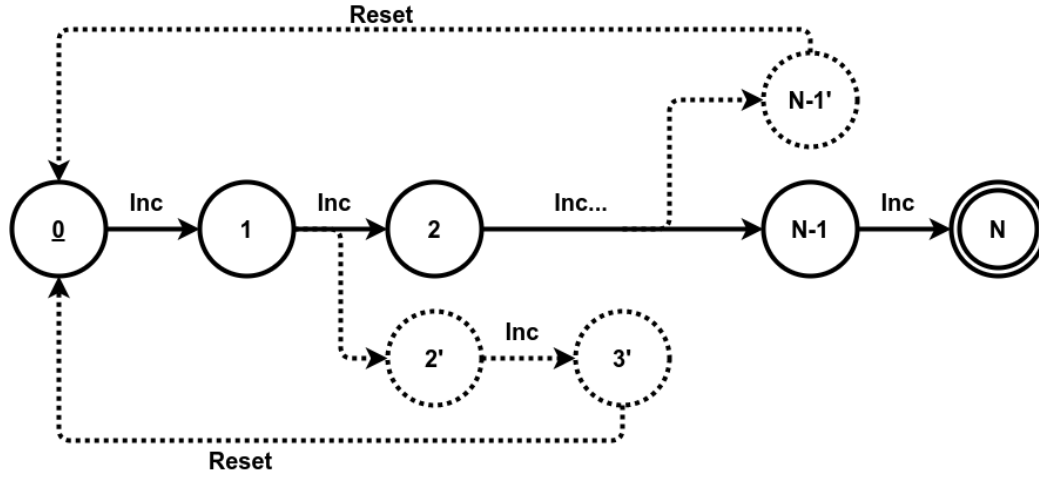 Reset
N-1'
Inc
Inc
Inc...
Inc
0
1
2
N-1
N
Inc
2'
3'
Reset